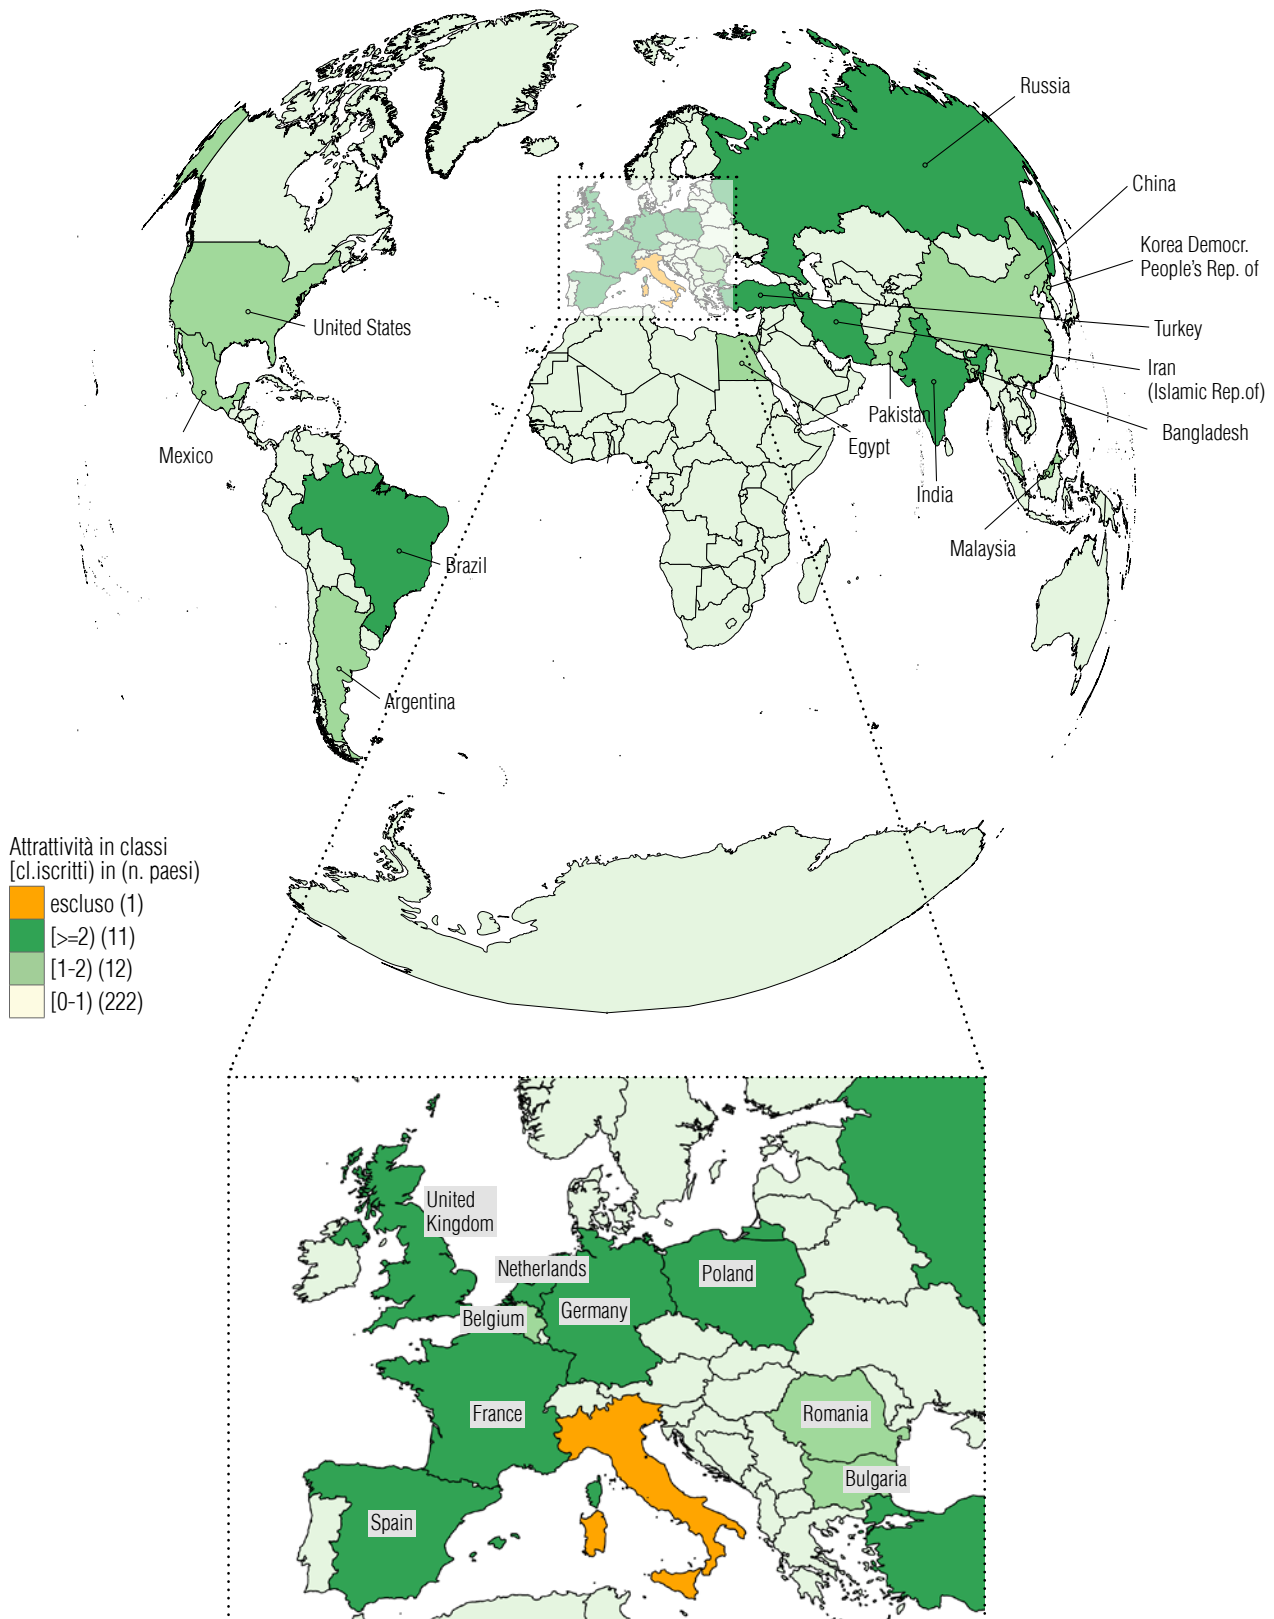 Russia
China
Korea Democr.
People's Rep. of
United States
Turkey
Iran
(Islamic Rep.of)
Pakistan
Bangladesh
Egypt
Mexico
India
Malaysia
Brazil
Argentina
Attrattività in classi
[cl.iscritti) in (n. paesi)
escluso (1)
[>=2) (11)
[1-2) (12)
[0-1) (222)
United
Kingdom
Netherlands
Poland
Belgium
Germany
France
Romania
Bulgaria
Spain